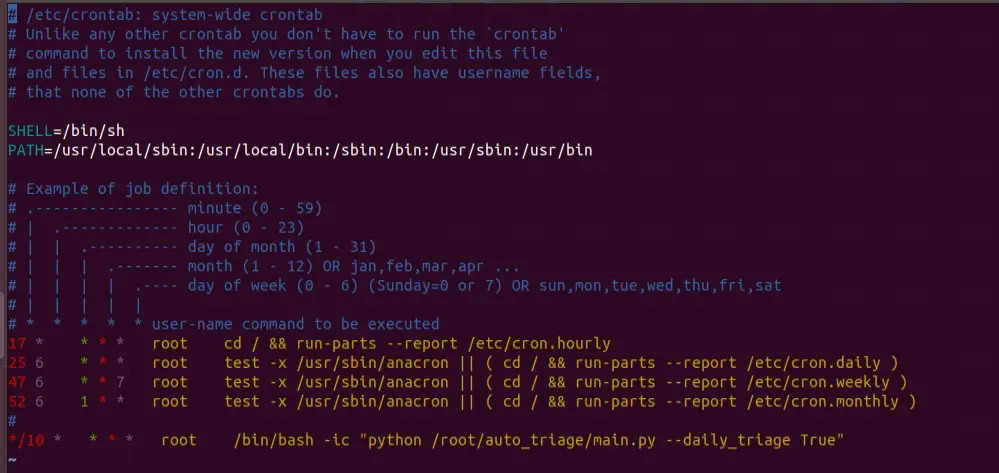 # /etc/crontab: system-wide crontab
# Unlike any other crontab you don't have to run the `crontab'
# command to install the new version when you edit this file
# and files in /etc/cron.d. These files also have username fields,
# that none of the other crontabs do.

SHELL=/bin/sh
PATH=/usr/local/sbin:/usr/local/bin:/sbin:/bin:/usr/sbin:/usr/bin

# Example of job definition:
# .---------------- minute (0 - 59)
# |  .------------- hour (0 - 23)
# |  |  .---------- day of month (1 - 31)
# |  |  |  .------- month (1 - 12) OR jan,feb,mar,apr ...
# |  |  |  |  .---- day of week (0 - 6) (Sunday=0 or 7) OR sun,mon,tue,wed,thu,fri,sat
# |  |  |  |  |
# *  *  *  *  * user-name command to be executed
17 *    * * *   root    cd / && run-parts --report /etc/cron.hourly
25 6    * * *   root    test -x /usr/sbin/anacron || ( cd / && run-parts --report /etc/cron.daily )
47 6    * * 7   root    test -x /usr/sbin/anacron || ( cd / && run-parts --report /etc/cron.weekly )
52 6    1 * *   root    test -x /usr/sbin/anacron || ( cd / && run-parts --report /etc/cron.monthly )
#
*/10 *   * * *   root    /bin/bash -ic "python /root/auto_triage/main.py --daily_triage True"
~